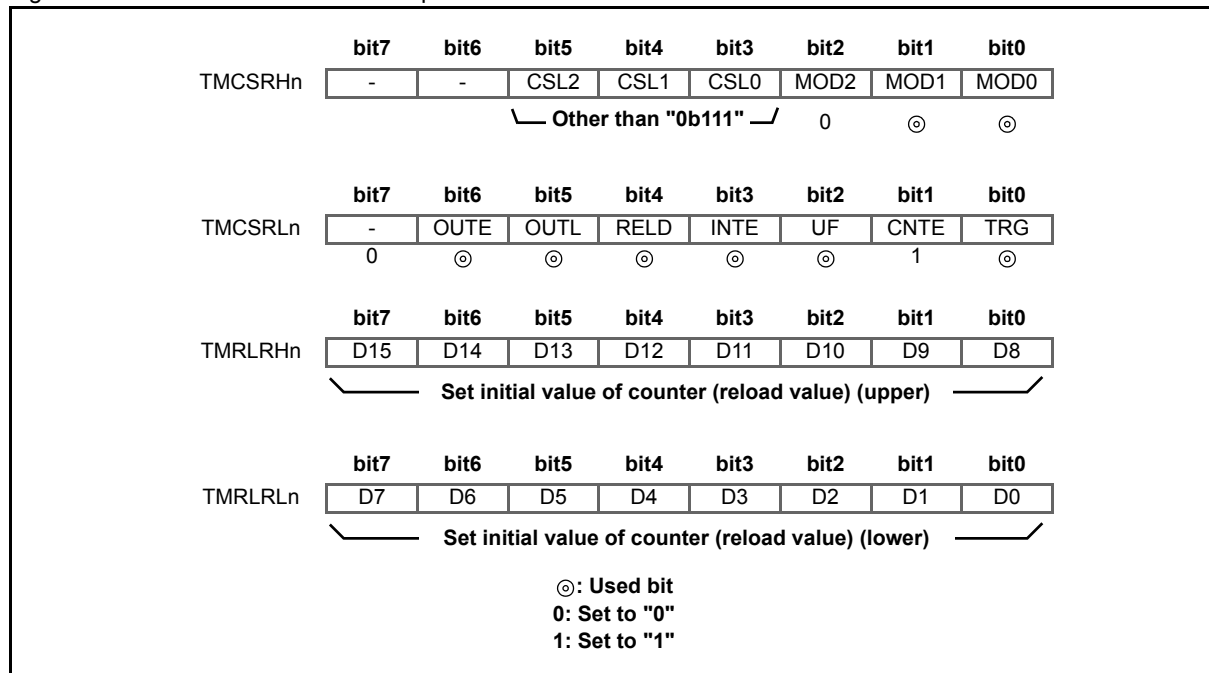 bit7 bit6 bit5 bit4 bit3 bit2 bit1 bit0
TMCSRHn - - CSL2 CSL1 CSL0 MOD2 MOD1 MOD0
Other than "0b111" 0 ◎ ◎
bit7 bit6 bit5 bit4 bit3 bit2 bit1 bit0
TMCSRLn - OUTE OUTL RELD INTE UF CNTE TRG
0 ◎ ◎ ◎ ◎ ◎ 1 ◎
bit7 bit6 bit5 bit4 bit3 bit2 bit1 bit0
TMRLRHn D15 D14 D13 D12 D11 D10 D9 D8
Set initial value of counter (reload value) (upper)
bit7 bit6 bit5 bit4 bit3 bit2 bit1 bit0
TMRLRLn D7 D6 D5 D4 D3 D2 D1 D0
Set initial value of counter (reload value) (lower)
◎: Used bit
0: Set to "0"
1: Set to "1"